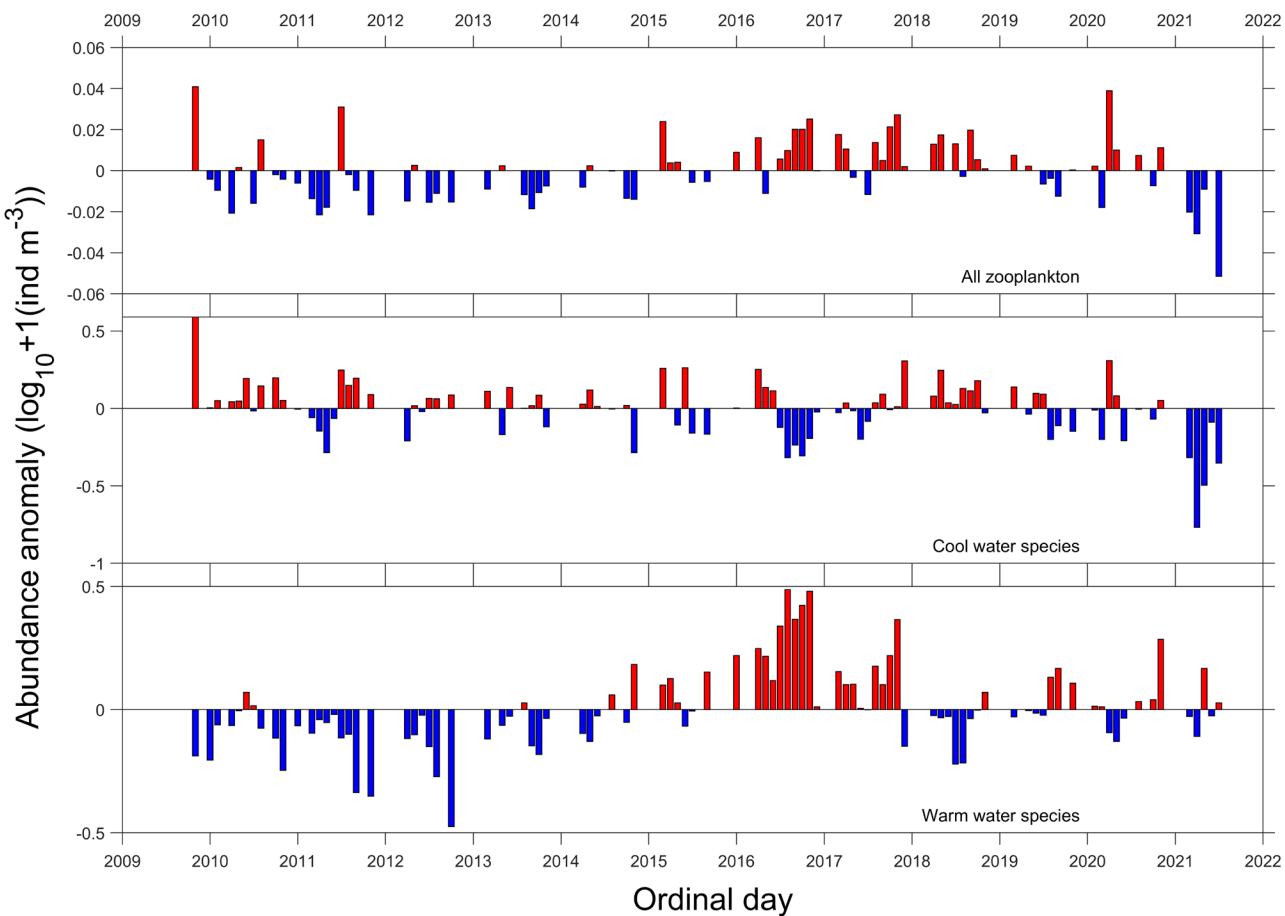 2009 2010 2011 2012 2013 2014 2015 2016 2017 2018 2019 2020 2021 2022
0.06
0.04
0.02
0
-0.02
-0.04
-0.06
All zooplankton
0.5
0
-0.5
-1
Cool water species
0.5
0
-0.5
Warm water species
2009 2010 2011 2012 2013 2014 2015 2016 2017 2018 2019 2020 2021 2022
Ordinal day
Abundance anomaly (log10+1(ind m-3))